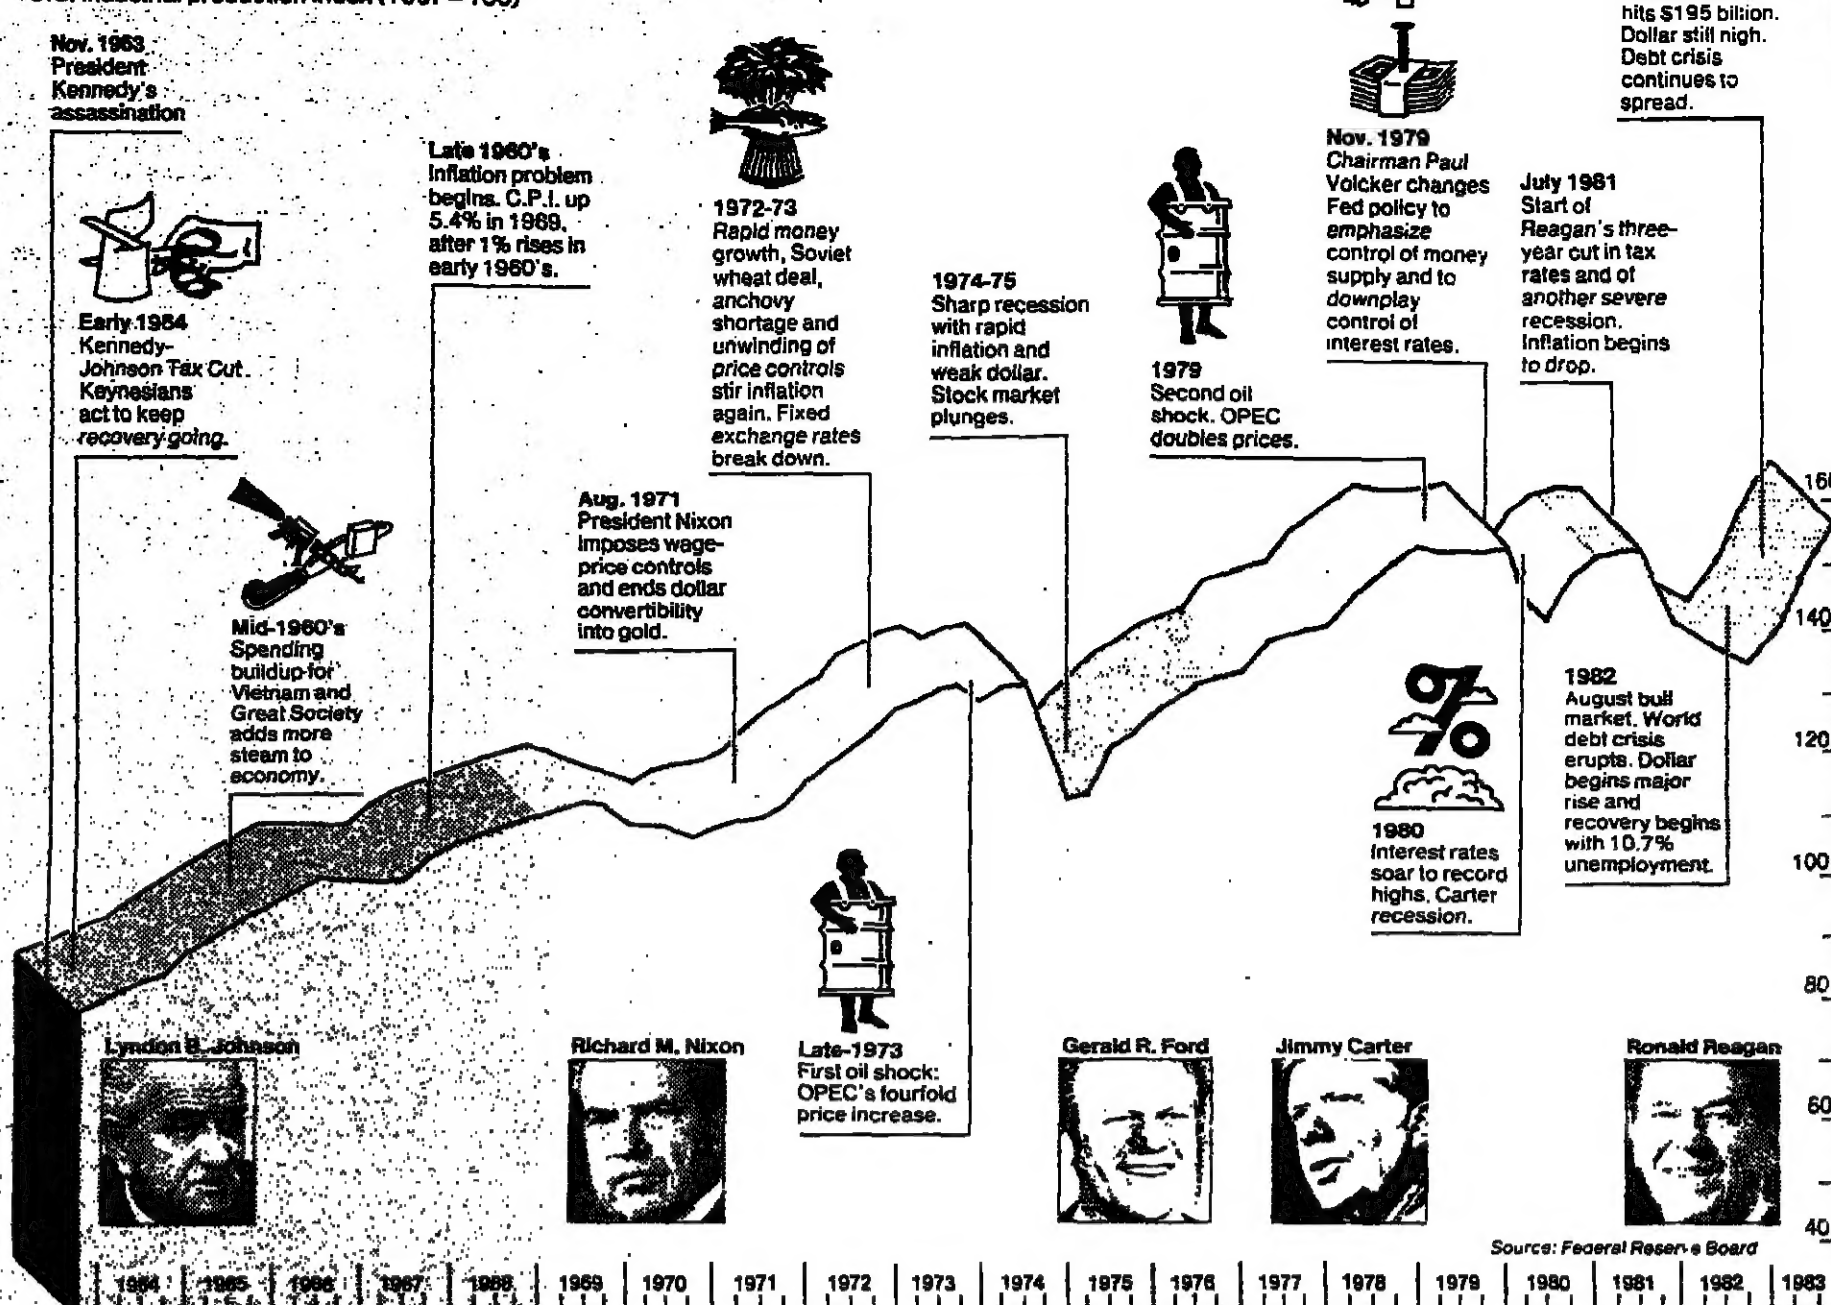 U.S. Industrial production index (1967 = 100)
Nov. 1963
President
Kennedy's
assassination
Early 1964
Kennedy-
Johnson Tax Cut.
Keynesians
act to keep
recovery going.
Mid-1960's
Spending
buildup for
Vietnam and
Great Society
adds more
steam to
economy.
Late 1960's
Inflation problem
begins. C.P.I. up
5.4% in 1969,
after 1% rises in
early 1960's.
Aug. 1971
President Nixon
imposes wage-
price controls
and ends dollar
convertibility
into gold.
1972-73
Rapid money
growth, Soviet
wheat deal,
anchovy
shortage and
unwinding of
price controls
stir inflation
again. Fixed
exchange rates
break down.
Late-1973
First oil shock:
OPEC's fourfold
price increase.
1974-75
Sharp recession
with rapid
inflation and
weak dollar.
Stock market
plunges.
1979
Second oil
shock. OPEC
doubles prices.
Nov. 1979
Chairman Paul
Volcker changes
Fed policy to
emphasize
control of money
supply and to
downplay
control of
interest rates.
1980
Interest rates
soar to record
highs. Carter
recession.
July 1981
Start of
Reagan's three-
year cut in tax
rates and of
another severe
recession.
Inflation begins
to drop.
1982
August bull
market. World
debt crisis
erupts. Dollar
begins major
rise and
recovery begins
with 10.7%
unemployment.
hits $195 billion.
Dollar still high.
Debt crisis
continues to
spread.
160
140
120
100
80
60
40
Lyndon B. Johnson
Richard M. Nixon
Gerald R. Ford
Jimmy Carter
Ronald Reagan
Source: Federal Reserve Board
1964 1965 1966 1967 1968 1969 1970 1971 1972 1973 1974 1975 1976 1977 1978 1979 1980 1981 1982 1983